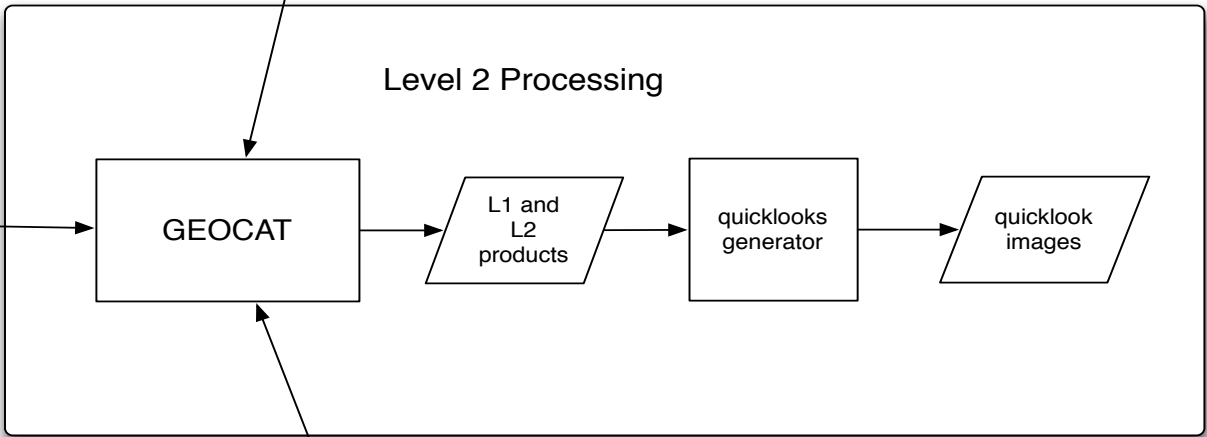 Level 2 Processing
GEOCAT
L1 and
L2
products
quicklooks
generator
quicklook
images